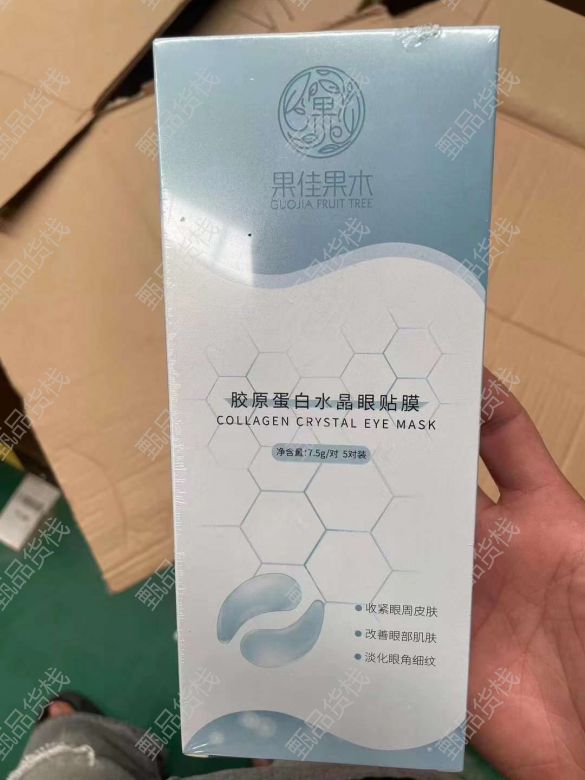 果
果佳果木
GUOJIA FRUIT TREE
胶原蛋白水晶眼贴膜
COLLAGEN CRYSTAL EYE MASK
净含量:7.5g/对 5对装
●收紧眼周皮肤
●改善眼部肌肤
●淡化眼角细纹
甄品货栈